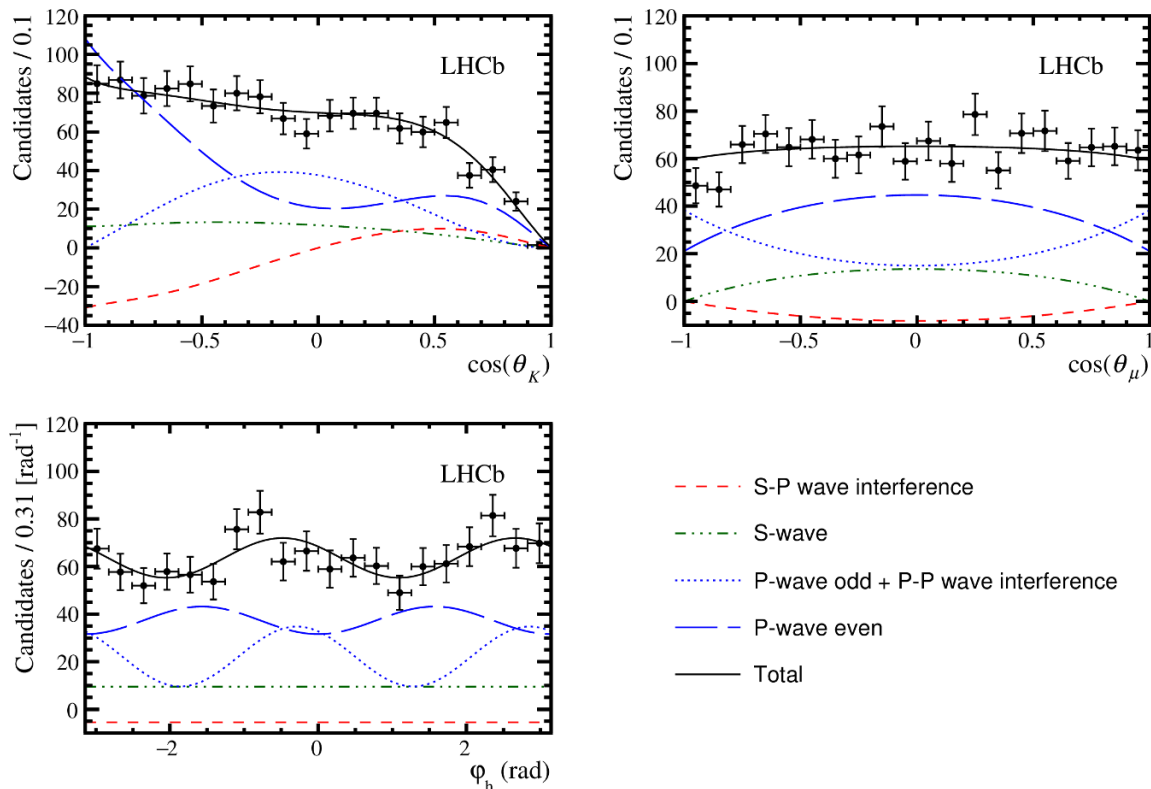 Candidates / 0.1
120
100
80
60
40
20
0
−20
−40
LHCb
−1
−0.5
0
0.5
1
cos(θK)
Candidates / 0.1
120
100
80
60
40
20
0
LHCb
−1
−0.5
0
0.5
1
cos(θμ)
Candidates / 0.31 [rad-1]
120
100
80
60
40
20
0
LHCb
−2
0
2
φh (rad)
S-P wave interference
S-wave
P-wave odd + P-P wave interference
P-wave even
Total